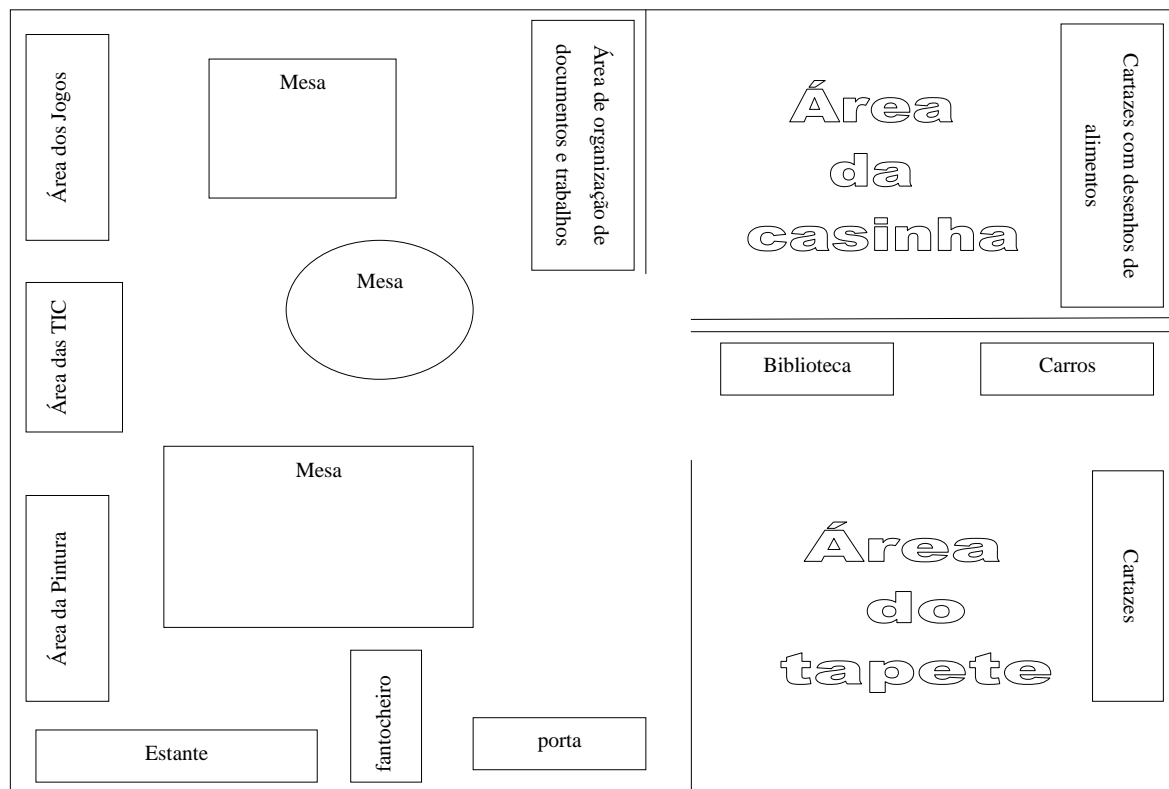 Área dos Jogos
Mesa
Área de organização de
documentos e trabalhos
Área
da
casinha
Cartazes com desenhos de
alimentos
Área das TIC
Mesa
Biblioteca
Carros
Mesa
Área da Pintura
Área
do
tapete
Cartazes
fantocheiro
Estante
porta